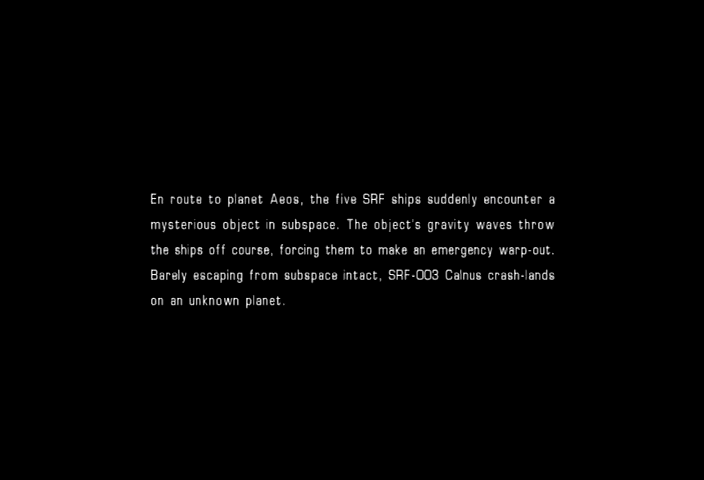 En route to planet Aeos, the five SRF ships suddenly encounter a
mysterious object in subspace. The object's gravity waves throw
the ships off course, forcing them to make an emergency warp-out.
Barely escaping from subspace intact, SRF-003 Calnus crash-lands
on an unknown planet.